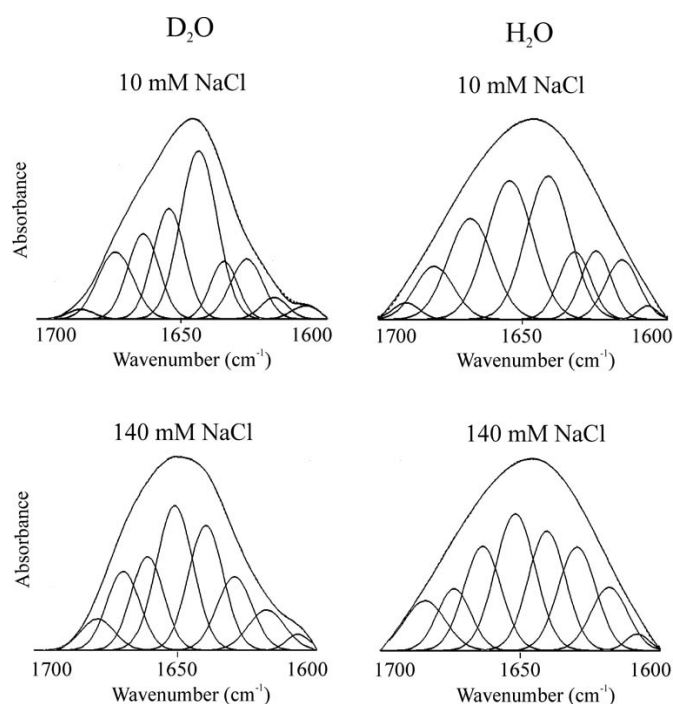 D₂O
H₂O
10 mM NaCl
10 mM NaCl
Absorbance
1700 1650 1600
Wavenumber (cm⁻¹)
1700 1650 1600
Wavenumber (cm⁻¹)
140 mM NaCl
140 mM NaCl
Absorbance
1700 1650 1600
Wavenumber (cm⁻¹)
1700 1650 1600
Wavenumber (cm⁻¹)